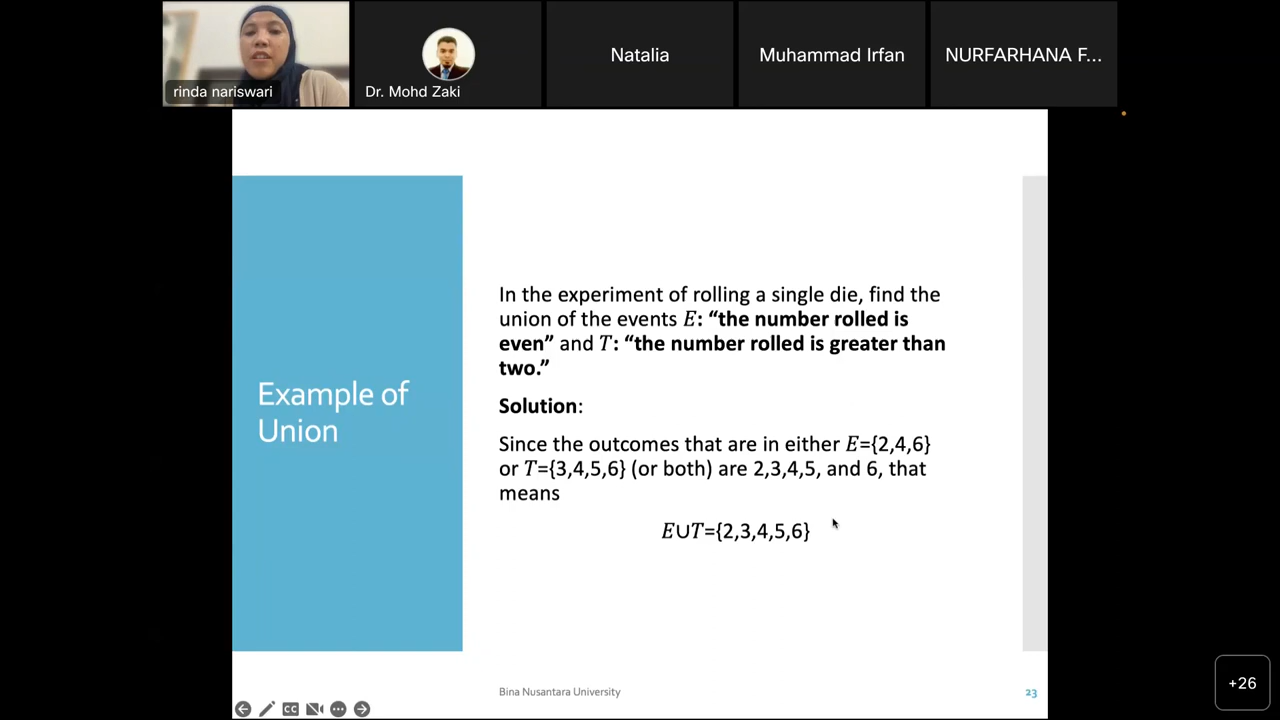 rinda nariswari
Dr. Mohd Zaki
Natalia
Muhammad Irfan
NURFARHANA F...
Example of
Union
In the experiment of rolling a single die, find the
union of the events E: “the number rolled is
even” and T: “the number rolled is greater than
two.”
Solution:
Since the outcomes that are in either E={2,4,6}
or T={3,4,5,6} (or both) are 2,3,4,5, and 6, that
means
E∪T={2,3,4,5,6}
Bina Nusantara University
23
CC
+26